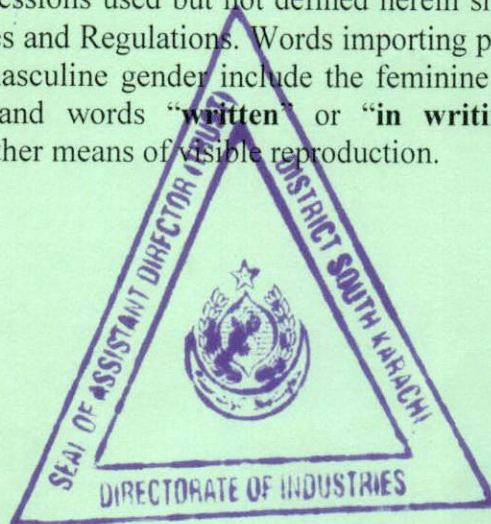 essions used but not defined herein s
es and Regulations. Words importing p
asculine gender include the feminine
and words “written” or “in writi
ther means of visible reproduction.
SEAL OF ASSISTANT DIRECTOR (TRUST)
DISTRICT SOUTH KARACHI.
DIRECTORATE OF INDUSTRIES